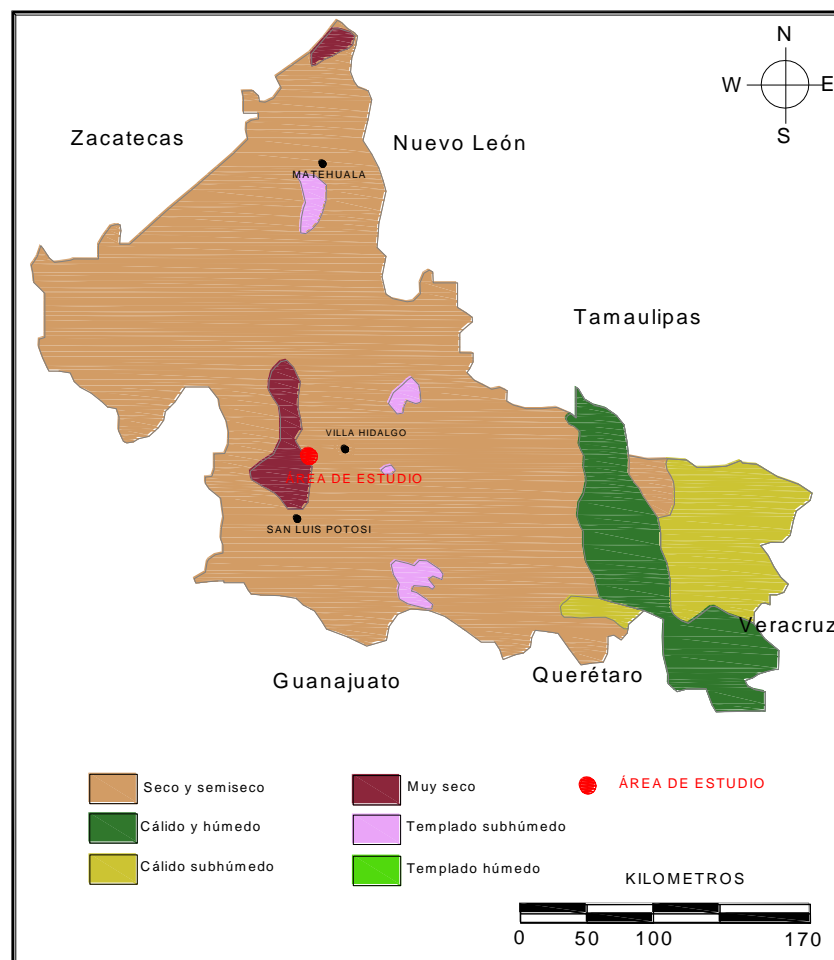 N
W E
S
Zacatecas
Nuevo León
MATEHUALA
Tamaulipas
VILLA HIDALGO
ÁREA DE ESTUDIO
SAN LUIS POTOSI
Veracruz
Querétaro
Guanajuato
Seco y semiseco
Muy seco
ÁREA DE ESTUDIO
Cálido y húmedo
Templado subhúmedo
Cálido subhúmedo
Templado húmedo
KILOMETROS
0 50 100 170